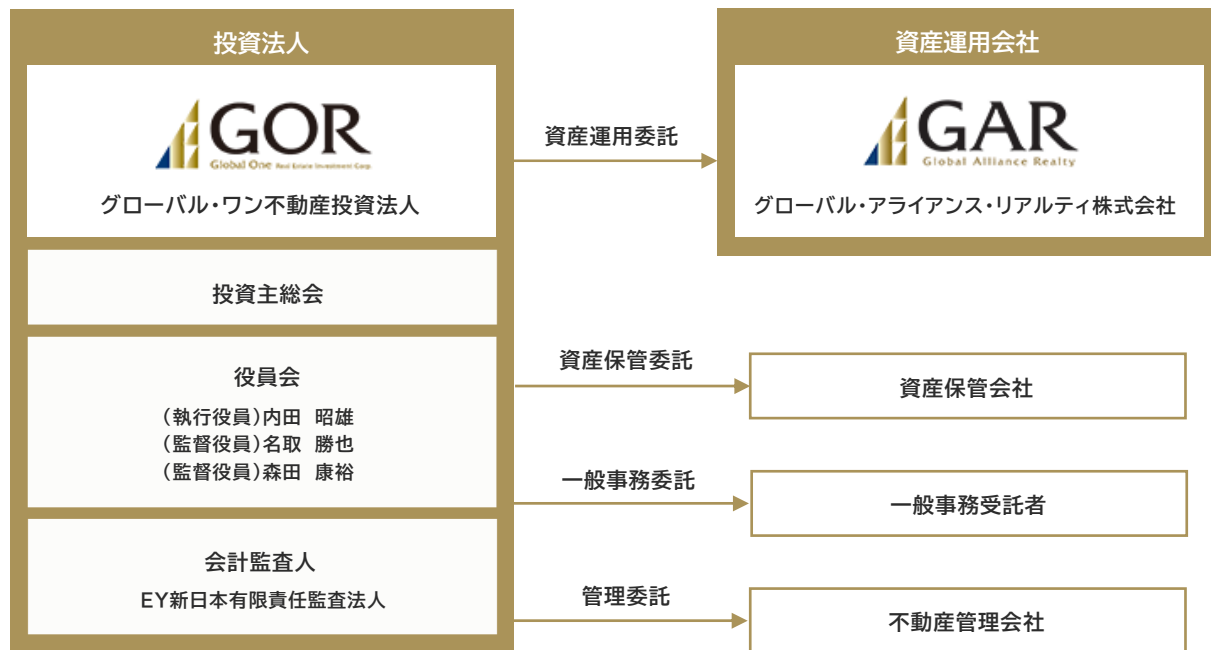 投資法人
GOR
Global One Real Estate Investment Corp.
グローバル・ワン不動産投資法人
投資主総会
役員会
（執行役員）内田　昭雄
（監督役員）名取　勝也
（監督役員）森田　康裕
会計監査人
EY新日本有限責任監査法人
資産運用委託
資産運用会社
GAR
Global Alliance Realty
グローバル・アライアンス・リアルティ株式会社
資産保管委託
資産保管会社
一般事務委託
一般事務受託者
管理委託
不動産管理会社